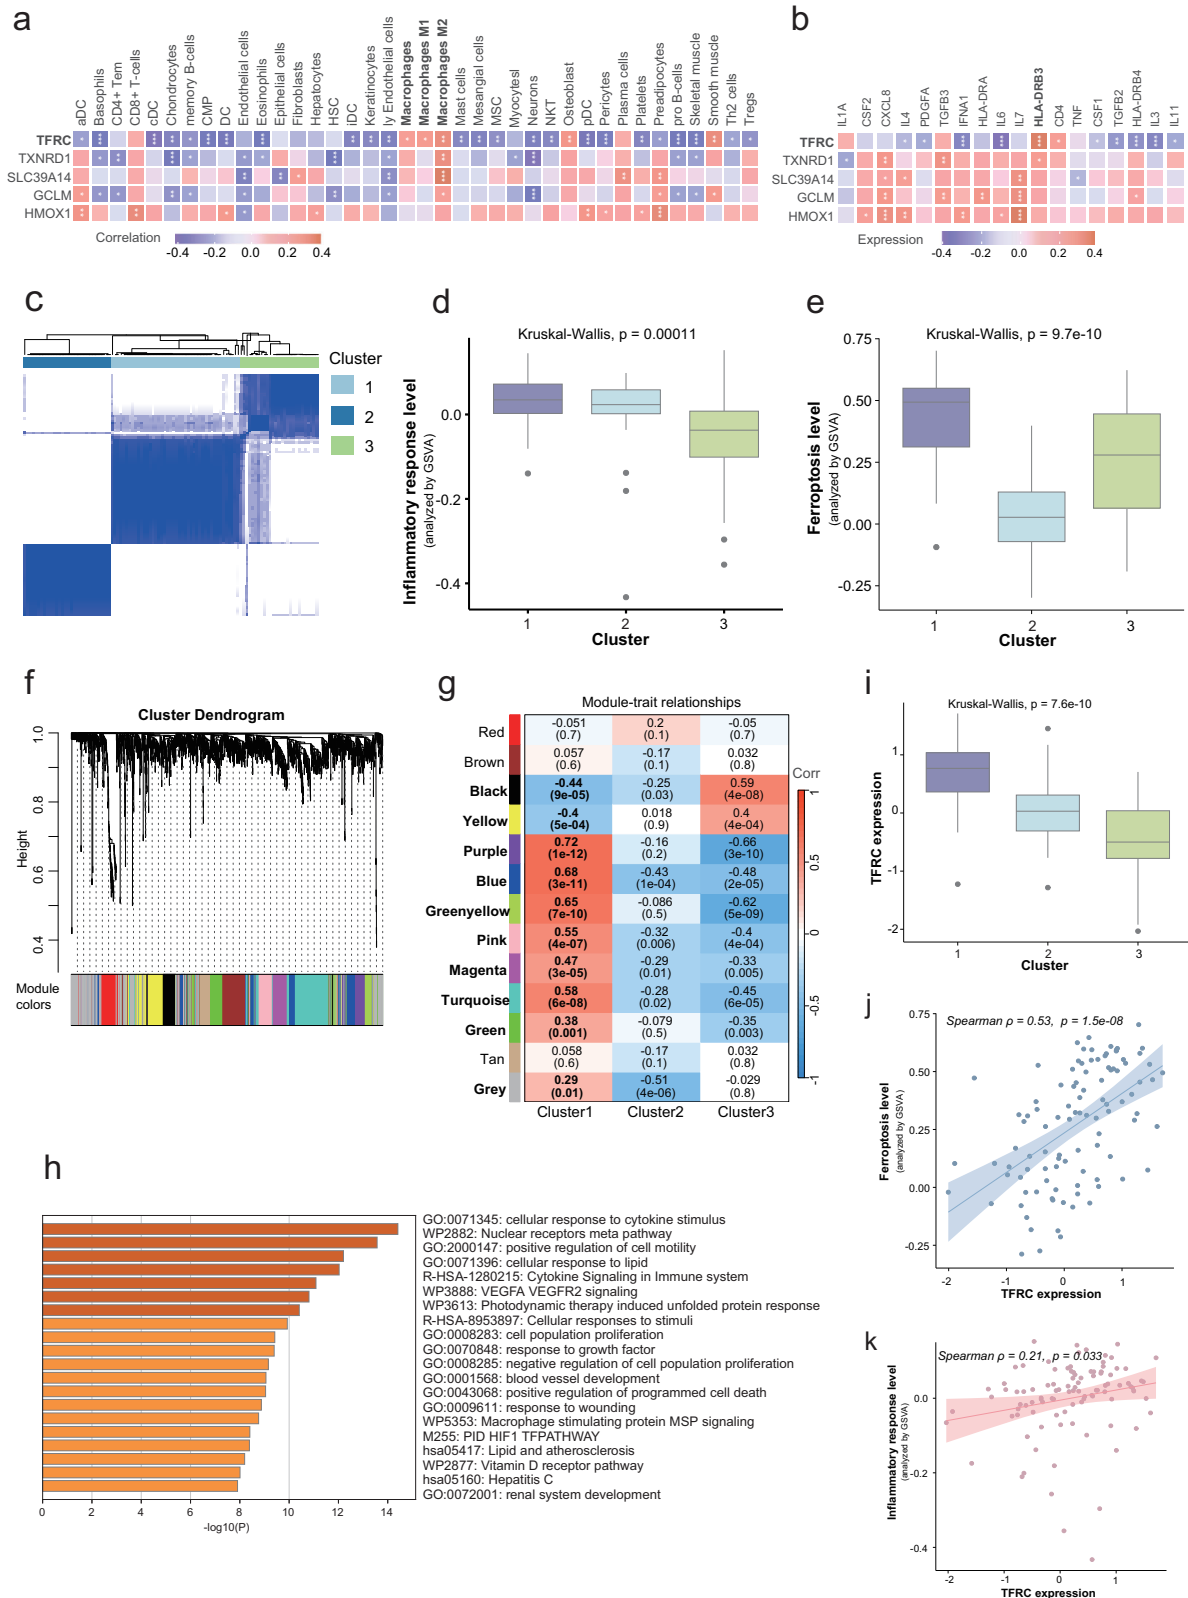 a
aDC
Basophils
CD4+ Tem
CD8+ T-cells
cDC
Chondrocytes
memory B-cells
CMP
DC
Endothelial cells
Eosinophils
Epithelial cells
Fibroblasts
Hepatocytes
HSC
iDC
Keratinocytes
ly Endothelial cells
Macrophages
Macrophages M1
Macrophages M2
Mast cells
Mesangial cells
MSC
Myocytesl
Neurons
NKT
Osteoblast
pDC
Pericytes
Plasma cells
Platelets
Preadipocytes
pro B-cells
Skeletal muscle
Smooth muscle
Th2 cells
Tregs
TFRC
TXNRD1
SLC39A14
GCLM
HMOX1
Correlation
-0.4 -0.2 0.0 0.2 0.4
b
IL1A
CSF2
CXCL8
IL4
PDGFA
TGFB3
IFNA1
HLA-DRA
IL6
IL7
HLA-DRB3
CD4
TNF
CSF1
TGFB2
HLA-DRB4
IL3
IL11
TFRC
TXNRD1
SLC39A14
GCLM
HMOX1
Expression
-0.4 -0.2 0.0 0.2 0.4
c
Cluster
1
2
3
d
Kruskal-Wallis, p = 0.00011
Inflammatory response level
(analyzed by GSVA)
0.0
-0.2
-0.4
1 2 3
Cluster
e
Kruskal-Wallis, p = 9.7e-10
Ferroptosis level
(analyzed by GSVA)
0.75
0.50
0.25
0.00
-0.25
1 2 3
Cluster
f
Cluster Dendrogram
Height
1.0
0.8
0.6
0.4
Module
colors
g
Module-trait relationships
Red -0.051 0.2 -0.05
(0.7) (0.1) (0.7)
Brown 0.057 -0.17 0.032
(0.6) (0.1) (0.8)
Black -0.44 -0.25 0.59
(9e-05) (0.03) (4e-08)
Yellow -0.4 0.018 0.4
(5e-04) (0.9) (4e-04)
Purple 0.72 -0.16 -0.66
(1e-12) (0.2) (3e-10)
Blue 0.68 -0.43 -0.48
(3e-11) (1e-04) (2e-05)
Greenyellow 0.65 -0.086 -0.62
(7e-10) (0.5) (5e-09)
Pink 0.55 -0.32 -0.4
(4e-07) (0.006) (4e-04)
Magenta 0.47 -0.29 -0.33
(3e-05) (0.01) (0.005)
Turquoise 0.58 -0.28 -0.45
(6e-08) (0.02) (6e-05)
Green 0.38 -0.079 -0.35
(0.001) (0.5) (0.003)
Tan 0.058 -0.17 0.032
(0.6) (0.1) (0.8)
Grey 0.29 -0.51 -0.029
(0.01) (4e-06) (0.8)
Cluster1 Cluster2 Cluster3
Corr
1
0.5
0
-0.5
-1
i
Kruskal-Wallis, p = 7.6e-10
TFRC expression
1
0
-1
-2
1 2 3
Cluster
j
Spearman ρ = 0.53, p = 1.5e-08
Ferroptosis level
(analyzed by GSVA)
0.75
0.50
0.25
0.00
-0.25
-2 -1 0 1
TFRC expression
h
GO:0071345: cellular response to cytokine stimulus
WP2882: Nuclear receptors meta pathway
GO:2000147: positive regulation of cell motility
GO:0071396: cellular response to lipid
R-HSA-1280215: Cytokine Signaling in Immune system
WP3888: VEGFA VEGFR2 signaling
WP3613: Photodynamic therapy induced unfolded protein response
R-HSA-8953897: Cellular responses to stimuli
GO:0008283: cell population proliferation
GO:0070848: response to growth factor
GO:0008285: negative regulation of cell population proliferation
GO:0001568: blood vessel development
GO:0043068: positive regulation of programmed cell death
GO:0009611: response to wounding
WP5353: Macrophage stimulating protein MSP signaling
M255: PID HIF1 TFPATHWAY
hsa05417: Lipid and atherosclerosis
WP2877: Vitamin D receptor pathway
hsa05160: Hepatitis C
GO:0072001: renal system development
0 2 4 6 8 10 12 14
-log10(P)
k
Spearman ρ = 0.21, p = 0.033
Inflammatory response level
(analyzed by GSVA)
0.0
-0.2
-0.4
-2 -1 0 1
TFRC expression